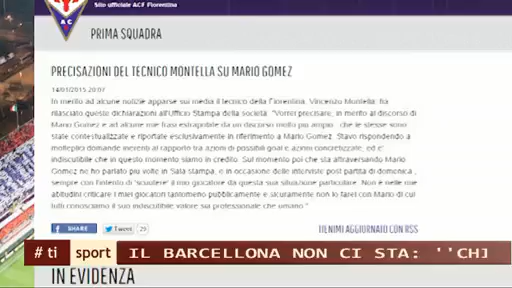 Sito ufficiale ACF Fiorentina
A C
PRIMA SQUADRA
PRECISAZIONI DEL TECNICO MONTELLA SU MARIO GOMEZ
14/01/2015 20:07
In merito ad alcune notizie apparse sui media il tecnico della Fiorentina, Vincenzo Montella, ha
rilasciato queste dichiarazioni all'Ufficio Stampa della società: "Vorrei precisare, in merito al discorso di
Mario Gomez e ad alcune mie frasi estrapolate da un discorso molto più ampio, che le stesse sono
state contestualizzate e riportate esclusivamente in riferimento a Mario Gomez. Stavo rispondendo a
molteplici domande inerenti al rapporto tra azioni di possibili goal e azioni concretizzate, ed e'
indiscutibile che in questo momento siamo in credito. Sul momento poi che sta attraversando Mario
Gomez ne ho parlato più volte in Sala stampa, e in occasione delle interviste post partita di domenica ,
sempre con l'intento di 'scuotere' il mio giocatore da questa sua situazione particolare. Non è nelle mie
abitudini criticare i miei giocatori tantomeno pubblicamente e sicuramente non lo farei con Mario di cui
tutti conosciamo il suo indiscutibile valore sia professionale che umano."
SHARE Tweet 29 TIENIMI AGGIORNATO CON RSS
# ti sport IL BARCELLONA NON CI STA: ''CHI
IN EVIDENZA